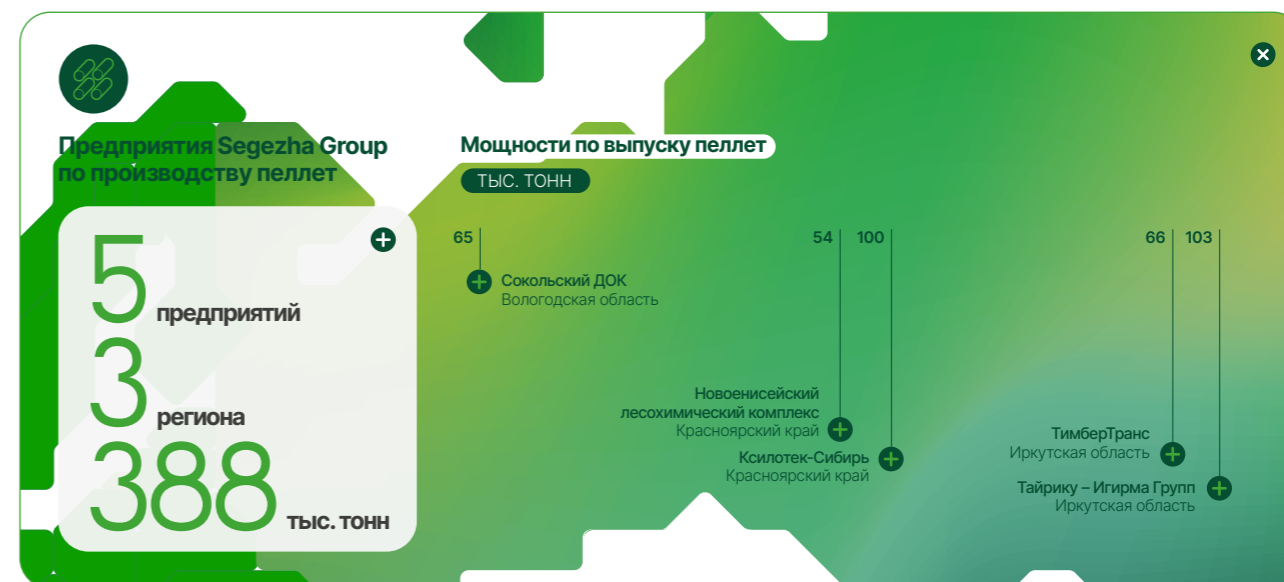 Предприятия Segezha Group
по производству пеллет
5 предприятий
3 региона
388 тыс. тонн
Мощности по выпуску пеллет
ТЫС. ТОНН
65
Сокольский ДОК
Вологодская область
54
Новоенисейский
лесохимический комплекс
Красноярский край
100
Ксилотек-Сибирь
Красноярский край
66
ТимберТранс
Иркутская область
103
Тайрику – Игирма Групп
Иркутская область